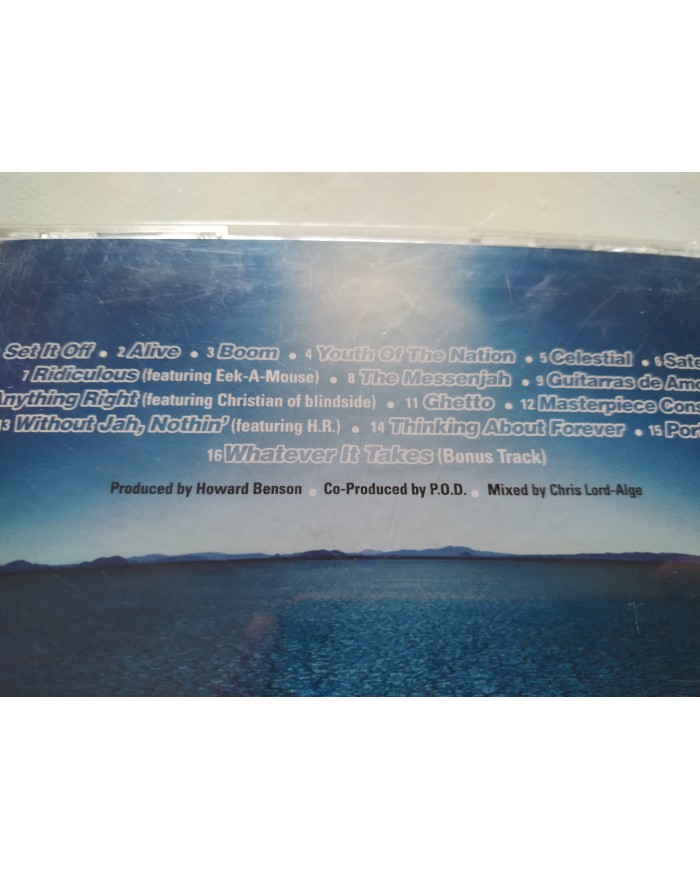 Set It Off • 2 Alive • 3 Boom • 4 Youth Of The Nation • 5 Celestial • 6
7 Ridiculous (featuring Eek-A-Mouse) • 8 The Messenjah • 9 Guitarras de
Anything Right (featuring Christian of blindside) • 11 Ghetto • 12 Masterpiece
13 Without Jah, Nothin' (featuring H.R.) • 14 Thinking About Forever • 15
16 Whatever It Takes (Bonus Track)
Produced by Howard Benson • Co-Produced by P.O.D. • Mixed by Chris Lord-Alge